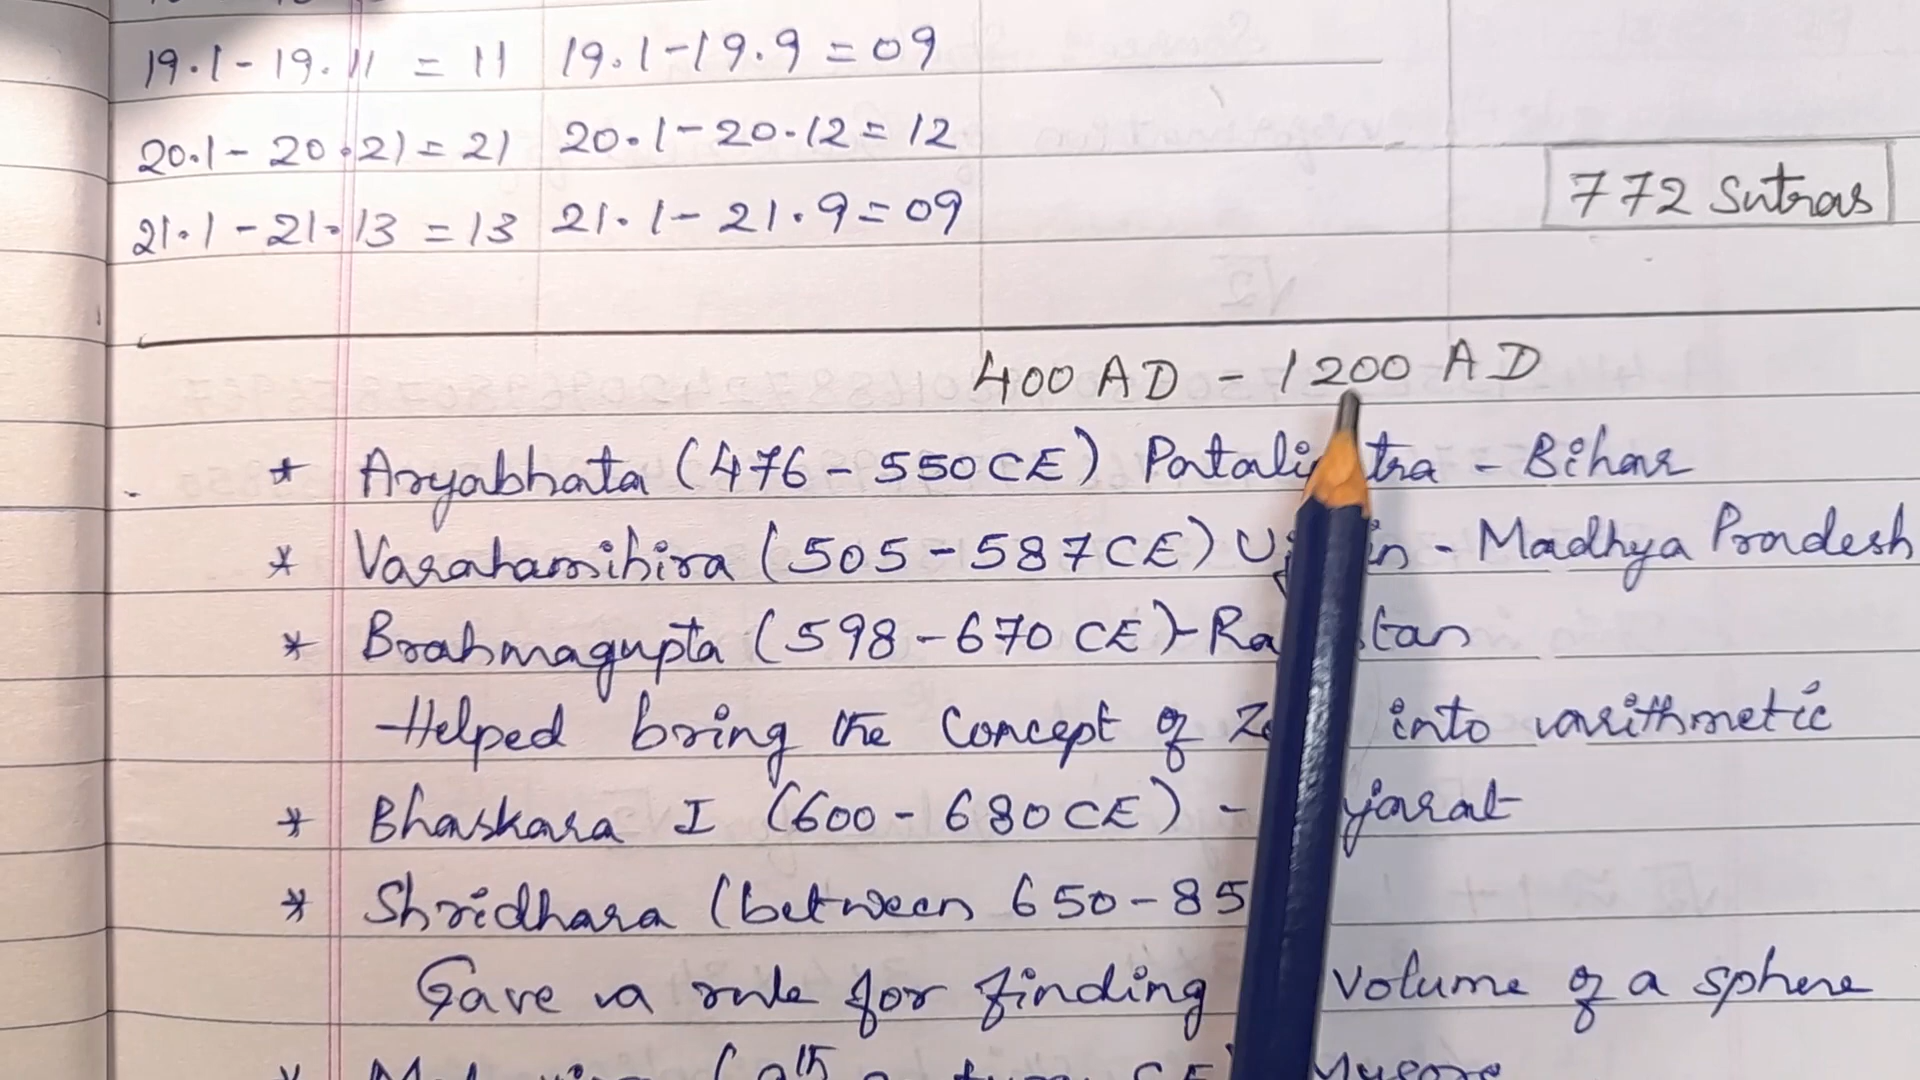 19.1 - 19.11 = 11 19.1 - 19.9 = 09
20.1 - 20.21 = 21 20.1 - 20.12 = 12
21.1 - 21.13 = 13 21.1 - 21.9 = 09
772 Sutras
400 AD - 1200 AD
* Aryabhata (476 - 550 CE) - Bihar
* Varahamihira (505 - 587 CE) - Madhya Pradesh
* Brahmagupta (598 - 670 CE) -
Helped bring the concept of into arithmetic
* Bhaskara I (600 - 680 CE) -
* Shridhara (between 650 - 85
Gave a rule for finding volume of a sphere